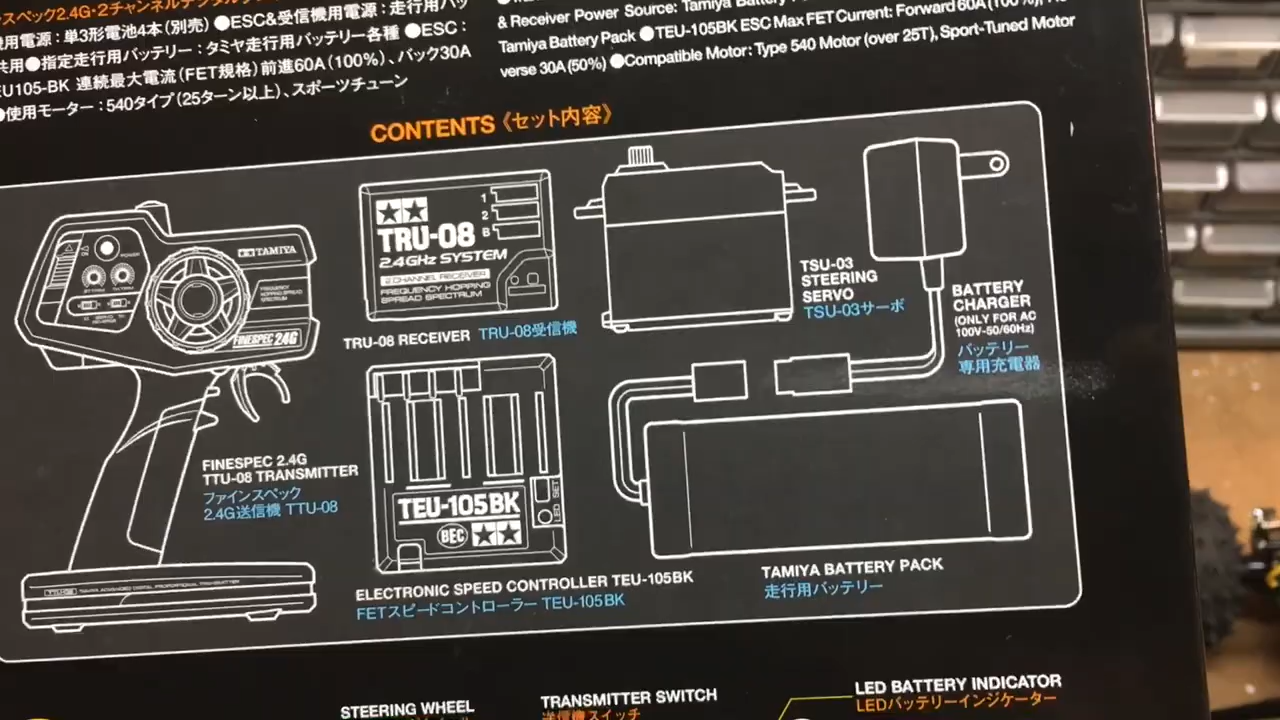 スペック2.4G・2チャンネルデジタル
用電源：単3形電池4本(別売) ●ESC&受信機用電源：走行用バッ
共用●指定走行用バッテリー：タミヤ走行用バッテリー各種 ●ESC：
EU105-BK 連続最大電流（FET規格）前進60A（100%）、バック30A
●使用モーター：540タイプ（25ターン以上）、スポーツチューン
& Receiver Power Source: Tamiya
Tamiya Battery Pack ●TEU-105BK ESC Max FET Current: Forward 60A (100%),
verse 30A (50%) ●Compatible Motor: Type 540 Motor (over 25T), Sport-Tuned Motor
CONTENTS《セット内容》
TAMIYA
POWER
FREQUENCY
HOPPING SPREAD
SPECTRUM
FINESPEC 2.4G
FINESPEC 2.4G
TTU-08 TRANSMITTER
ファインスペック
2.4G送信機 TTU-08
TTU-08 TAMIYA ADVANCED DIGITAL PROPORTIONAL TRANSMITTER
1
2
B
TRU-08
2.4GHz SYSTEM
2 CHANNEL RECEIVER
FREQUENCY HOPPING
SPREAD SPECTRUM
TRU-08 RECEIVER TRU-08受信機
TEU-105BK
BEC
LED SET
ELECTRONIC SPEED CONTROLLER TEU-105BK
FETスピードコントローラー TEU-105BK
TSU-03
STEERING
SERVO
TSU-03サーボ
BATTERY
CHARGER
(ONLY FOR AC
100V-50/60Hz)
バッテリー
専用充電器
TAMIYA BATTERY PACK
走行用バッテリー
STEERING WHEEL
TRANSMITTER SWITCH
送信機スイッチ
LED BATTERY INDICATOR
LEDバッテリーインジケーター